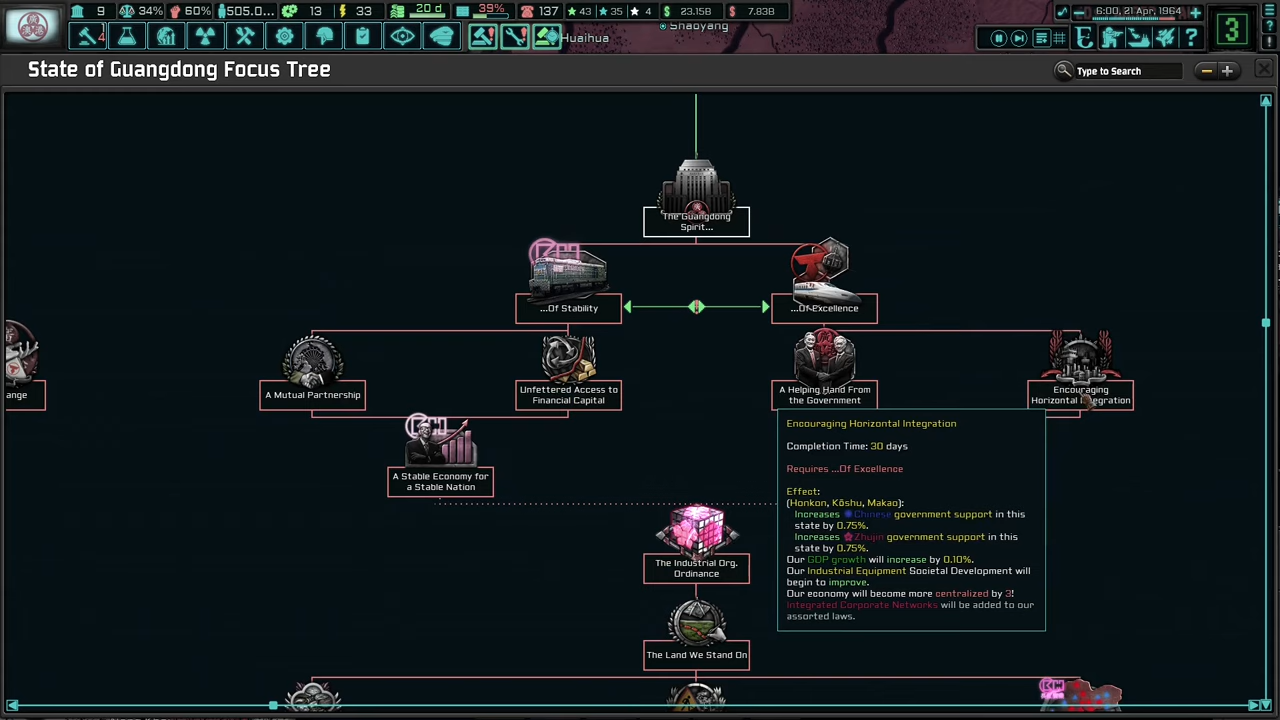 9 34% 60% 505.0... 13 33 20 d 39% 137 43 35 4 $ 23.15B $ 7.83B
6:00, 21 Apr, 1964
3
4
Shaoyang
Huaihua
State of Guangdong Focus Tree
Type to Search
The Guangdong
Spirit...
...Of Stability
...Of Excellence
ange
A Mutual Partnership
Unfettered Access to
Financial Capital
A Helping Hand From
the Government
Encouraging
Horizontal Integration
A Stable Economy for
a Stable Nation
Encouraging Horizontal Integration
Completion Time: 30 days
Requires ...Of Excellence
Effect:
(Honkon, Kōshu, Makao):
Increases Chinese government support in this
state by 0.75%.
Increases Zhujin government support in this
state by 0.75%.
Our GDP growth will increase by 0.10%.
Our Industrial Equipment Societal Development will
begin to improve.
Our economy will become more centralized by 3!
Integrated Corporate Networks will be added to our
assorted laws.
The Industrial Org.
Ordinance
The Land We Stand On